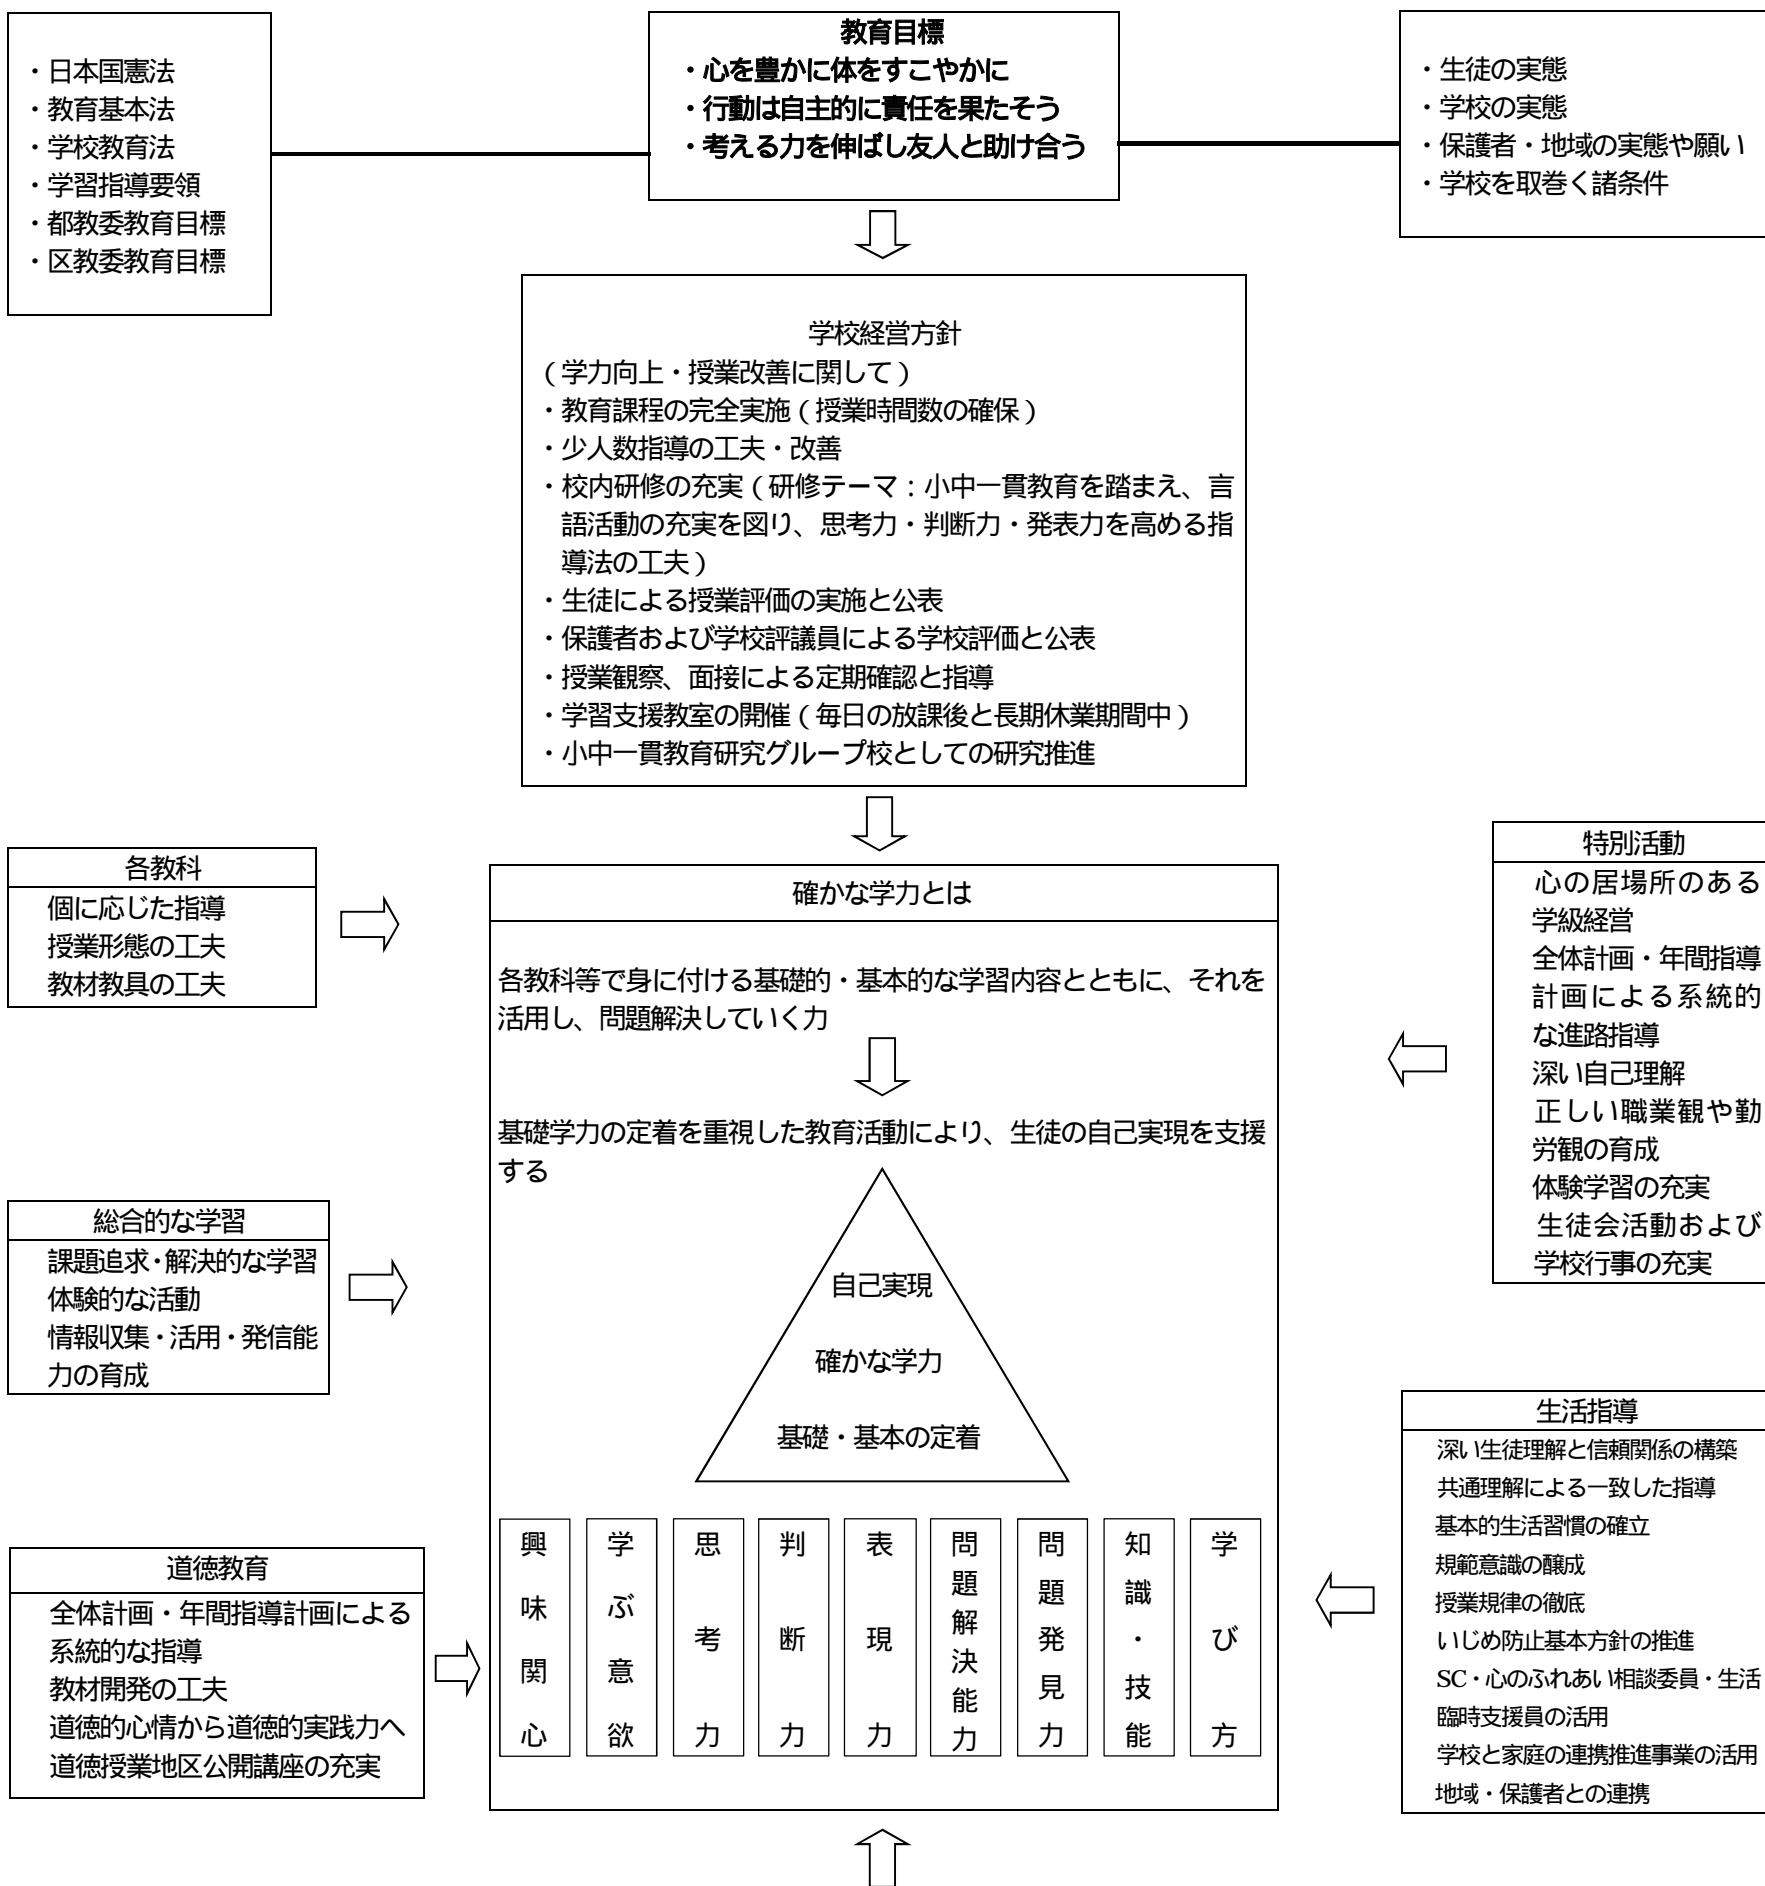 ・日本国憲法
・教育基本法
・学校教育法
・学習指導要領
・都教委教育目標
・区教委教育目標
教育目標
・心を豊かに体をすこやかに
・行動は自主的に責任を果たそう
・考える力を伸ばし友人と助け合う
・生徒の実態
・学校の実態
・保護者・地域の実態や願い
・学校を取巻く諸条件
学校経営方針
（学力向上・授業改善に関して）
・教育課程の完全実施（授業時間数の確保）
・少人数指導の工夫・改善
・校内研修の充実（研修テーマ：小中一貫教育を踏まえ、言
語活動の充実を図り、思考力・判断力・発表力を高める指
導法の工夫）
・生徒による授業評価の実施と公表
・保護者および学校評議員による学校評価と公表
・授業観察、面接による定期確認と指導
・学習支援教室の開催（毎日の放課後と長期休業期間中）
・小中一貫教育研究グループ校としての研究推進
各教科
個に応じた指導
授業形態の工夫
教材教具の工夫
総合的な学習
課題追求・解決的な学習
体験的な活動
情報収集・活用・発信能
力の育成
道徳教育
全体計画・年間指導計画による
系統的な指導
教材開発の工夫
道徳的心情から道徳的実践力へ
道徳授業地区公開講座の充実
確かな学力とは
各教科等で身に付ける基礎的・基本的な学習内容とともに、それを
活用し、問題解決していく力
基礎学力の定着を重視した教育活動により、生徒の自己実現を支援
する
自己実現
確かな学力
基礎・基本の定着
興味関心
学ぶ意欲
思考力
判断力
表現力
問題解決能力
問題発見力
知識・技能
学び方
特別活動
心の居場所のある
学級経営
全体計画・年間指導
計画による系統的
な進路指導
深い自己理解
正しい職業観や勤
労観の育成
体験学習の充実
生徒会活動および
学校行事の充実
生活指導
深い生徒理解と信頼関係の構築
共通理解による一致した指導
基本的生活習慣の確立
規範意識の醸成
授業規律の徹底
いじめ防止基本方針の推進
SC・心のふれあい相談委員・生活
臨時支援員の活用
学校と家庭の連携推進事業の活用
地域・保護者との連携